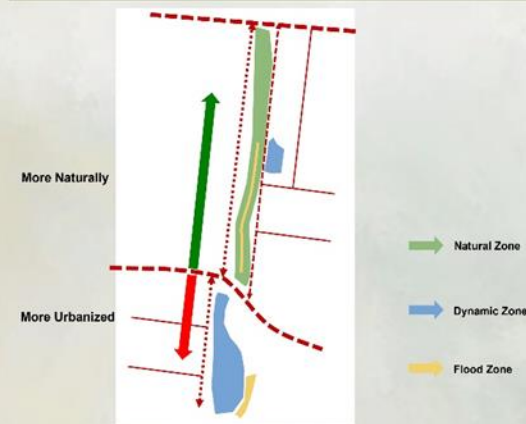 More Naturally
Natural Zone
Dynamic Zone
More Urbanized
Flood Zone